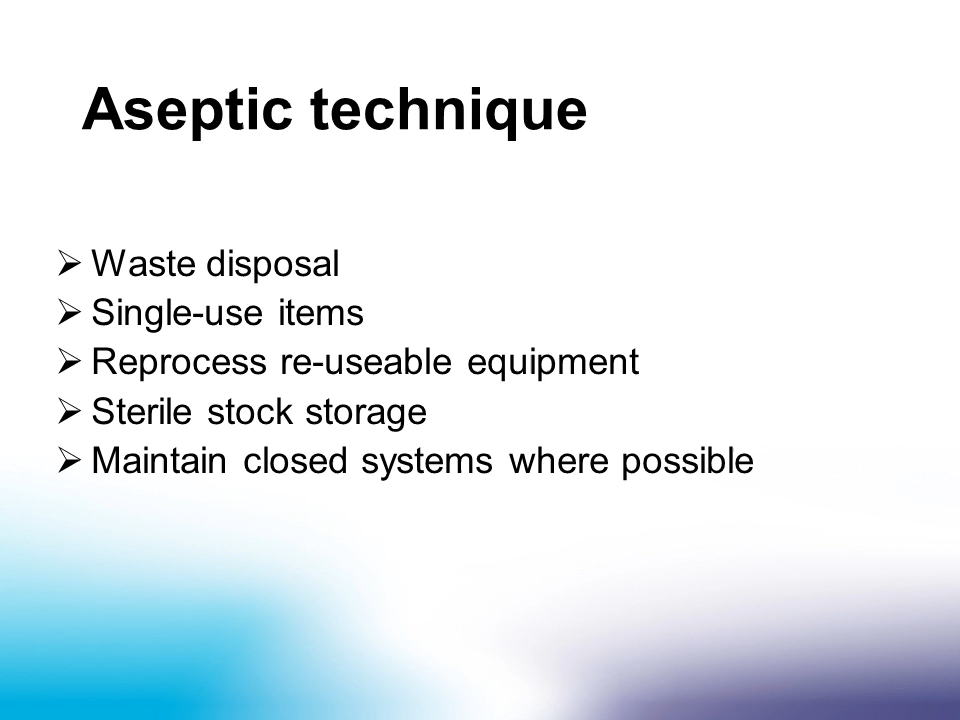 Aseptic technique
➢ Waste disposal
➢ Single-use items
➢ Reprocess re-useable equipment
➢ Sterile stock storage
➢ Maintain closed systems where possible